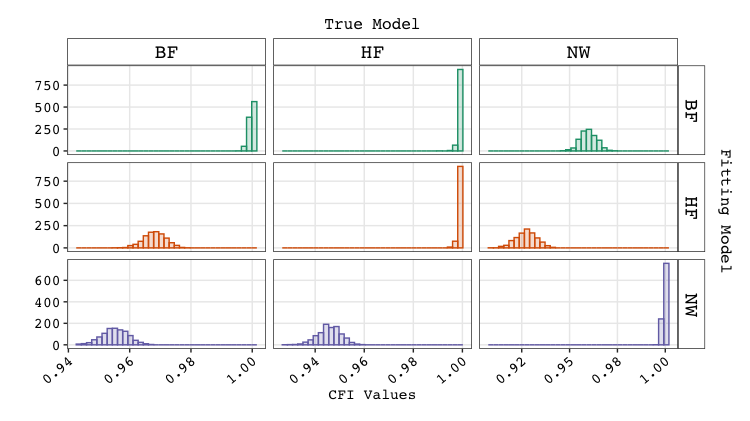 True Model
BF HF NW
750
500
250
0
BF
750
500
250
0
HF
600
400
200
0
NW
Fitting Model
0.94 0.96 0.98 1.00 0.94 0.96 0.98 1.00 0.92 0.95 0.98 1.00
CFI Values